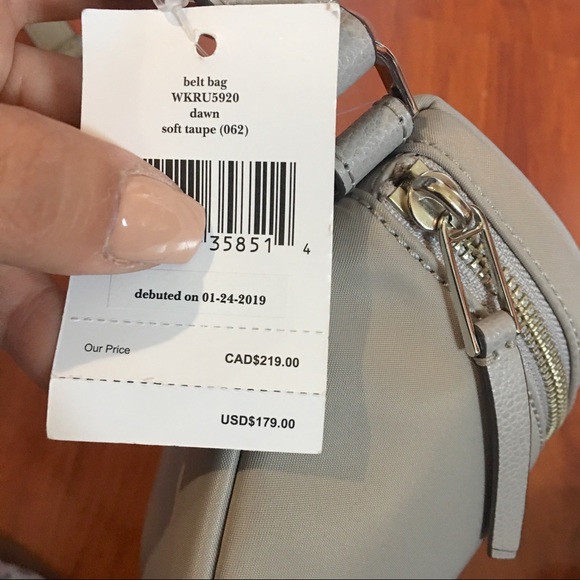 belt bag
WKRU5920
dawn
soft taupe (062)
35851 4
debuted on 01-24-2019
Our Price CAD$219.00
USD$179.00